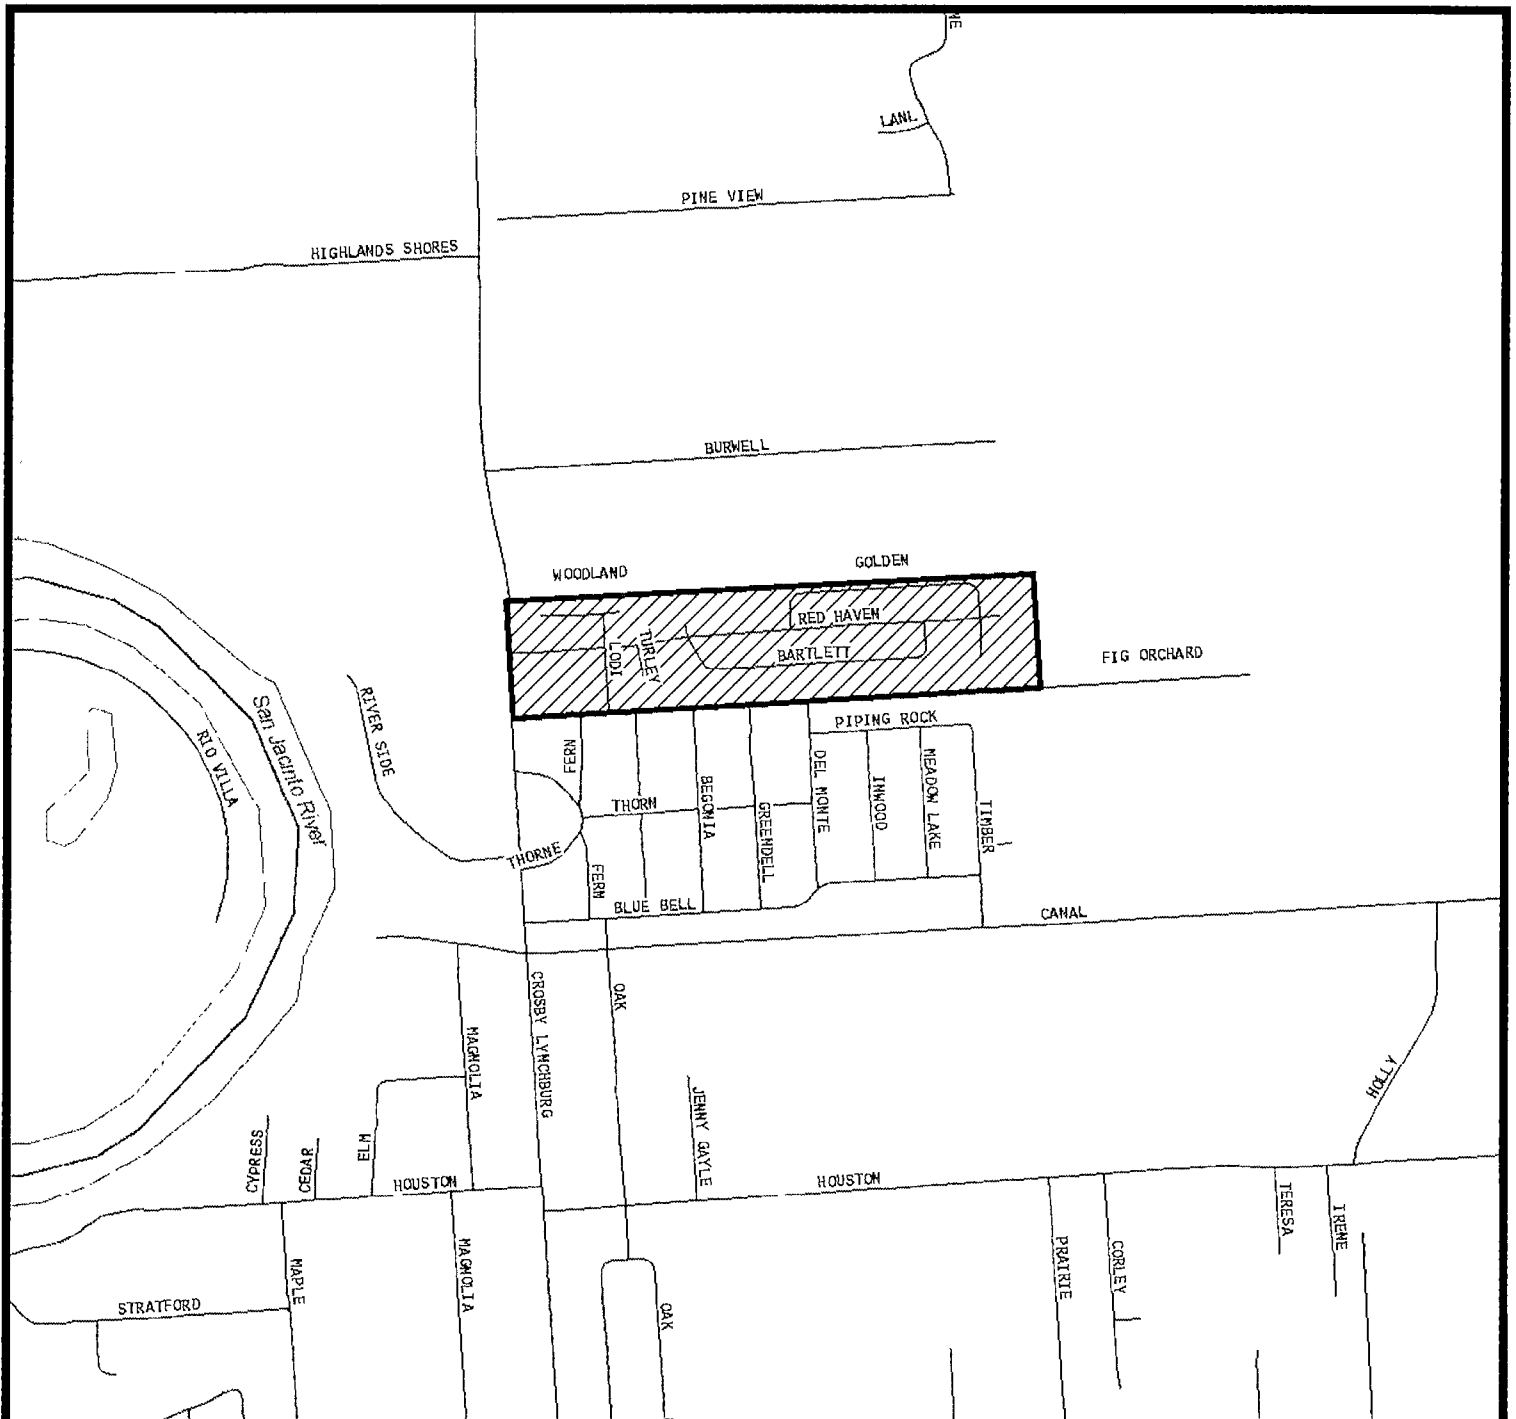 LANE
PINE VIEW
HIGHLANDS SHORES
BURWELL
WOODLAND
GOLDEN
RED HAVEN
TURLEY
LODI
BARTLETT
FIG ORCHARD
RIVER SIDE
San Jacinto River
RIO VILLA
PIPING ROCK
FERN
DEL MONTE
INWOOD
MEADOW LAKE
BEGONIA
GREENDELL
TIMBER
THORN
THORNE
FERN
BLUE BELL
CANAL
CROSBY LYNCHBURG
OAK
MAGNOLIA
HOLLY
JENNY GAYLE
ELM
CYPRESS
CEDAR
HOUSTON
HOUSTON
TERESA
IRENE
MAPLE
MAGNOLIA
PRAIRIE
CORLEY
STRATFORD
OAK